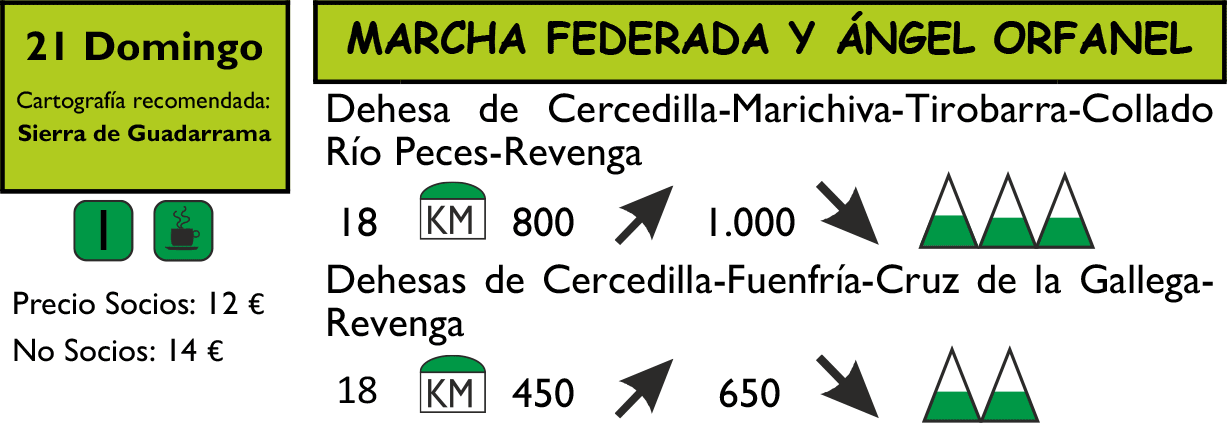 21 Domingo
Cartografía recomendada:
Sierra de Guadarrama
I
Precio Socios: 12 €
No Socios: 14 €
MARCHA FEDERADA Y ÁNGEL ORFANEL
Dehesa de Cercedilla-Marichiva-Tirobarra-Collado
Río Peces-Revenga
18 KM 800 1.000
Dehesas de Cercedilla-Fuenfría-Cruz de la Gallega-
Revenga
18 KM 450 650